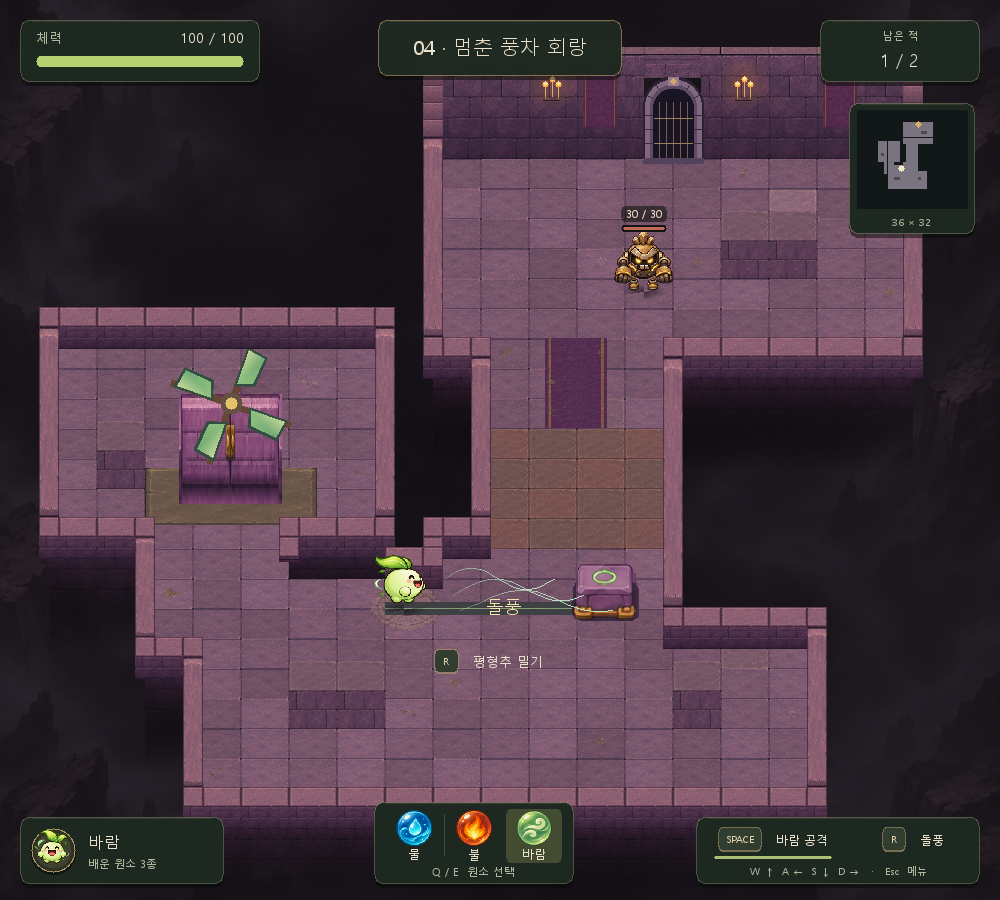 체력 100 / 100
04 · 멈춘 풍차 회랑
남은 적
1 / 2
36 × 32
30 / 30
돌풍
R 평형추 밀기
바람
배운 원소 3종
물 불 바람
Q / E 원소 선택
SPACE 바람 공격 R 돌풍
W ↑ A ← S ↓ D → · Esc 메뉴